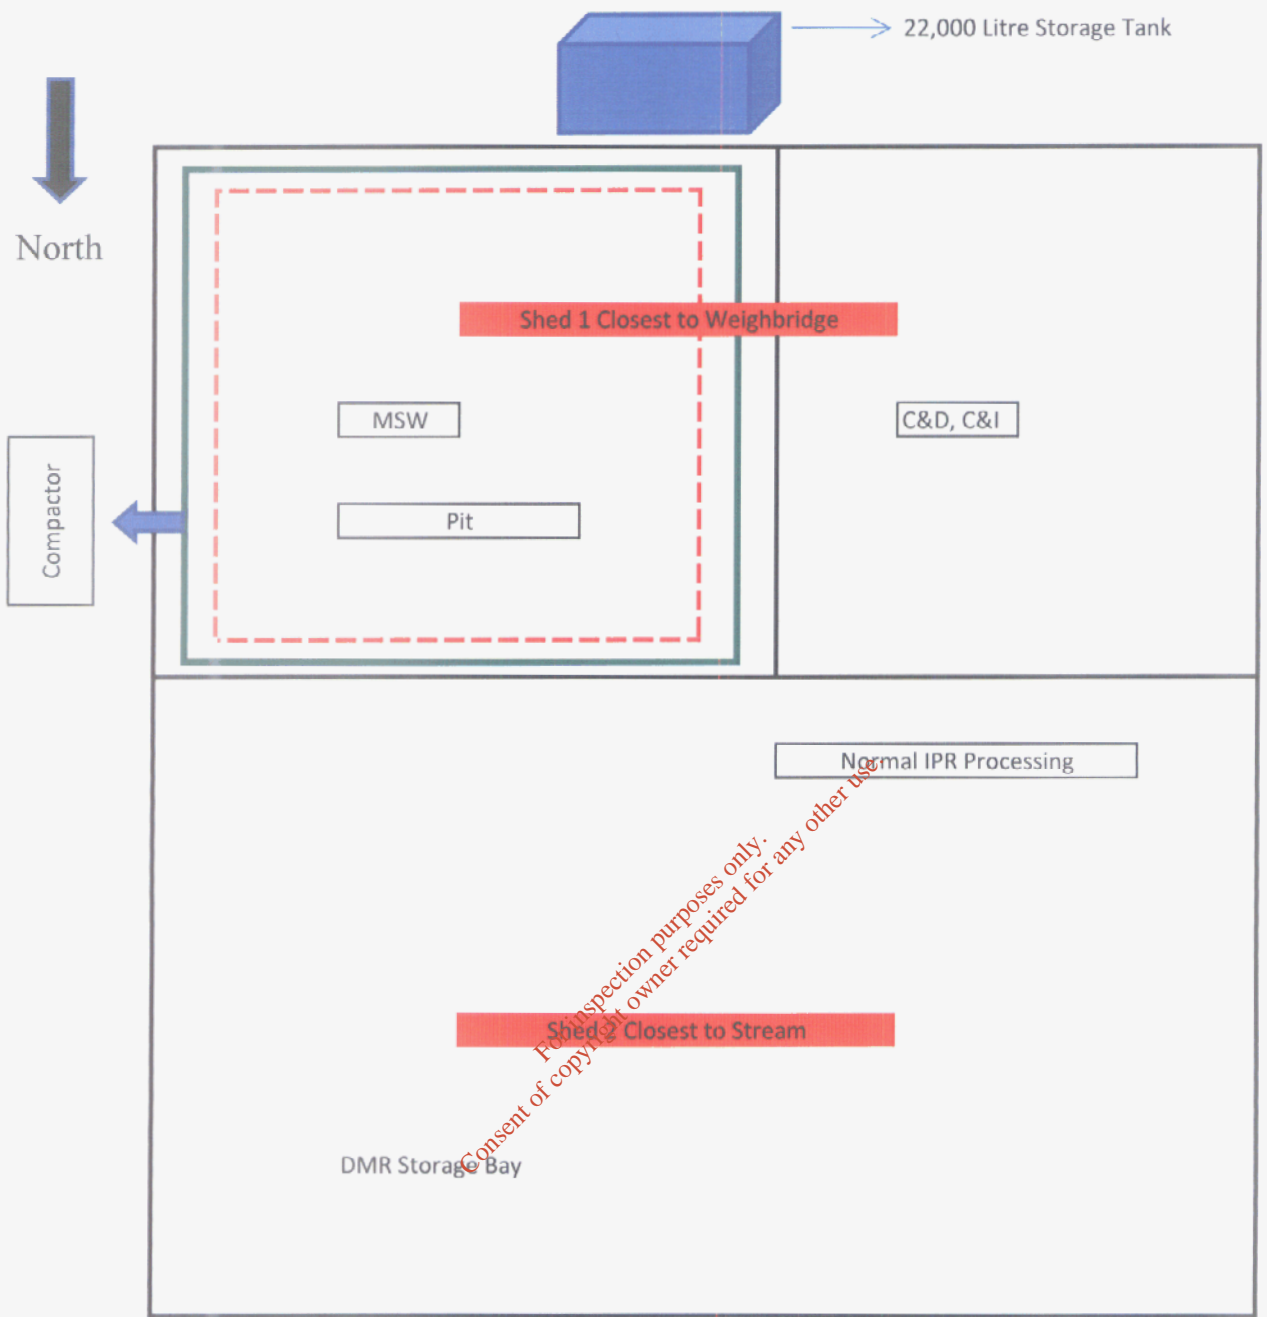 22,000 Litre Storage Tank
North
Shed 1 Closest to Weighbridge
MSW
C&D, C&I
Compactor
Pit
Normal IPR Processing
For inspection purposes only.
Consent of copyright owner required for any other use.
Shed 2 Closest to Stream
DMR Storage Bay